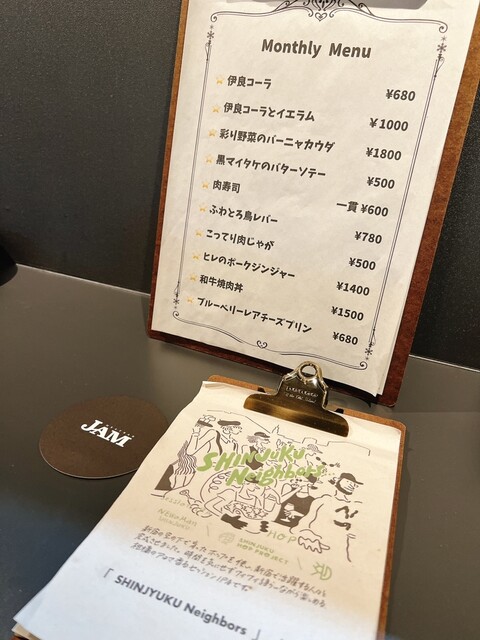 Monthly Menu
伊良コーラ ¥680
伊良コーラとイエラム ¥1000
彩り野菜のバーニャカウダ ¥1800
黒マイタケのバターソテー ¥500
肉寿司 一貫 ¥600
ふわとろ鳥レバー ¥780
こってり肉じゃが ¥500
ヒレのポークジンジャー ¥1400
和牛焼肉丼 ¥1500
ブルーベリーレアチーズプリン ¥680
JAM
SHINJUKU
Neighbors
NEWoMan
SHINJUKU
SHINJUKU
HOP PROJECT
「 SHINJYUKU Neighbors 」